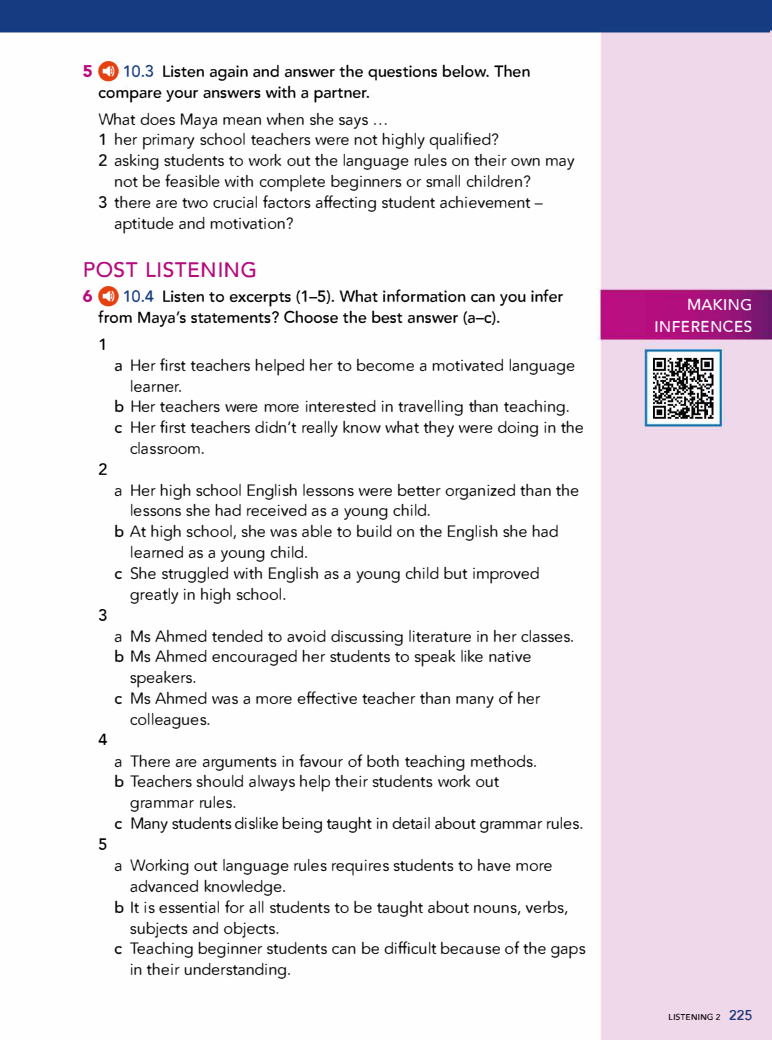 5 10.3 Listen again and answer the questions below. Then
compare your answers with a partner.
What does Maya mean when she says …
1 her primary school teachers were not highly qualified?
2 asking students to work out the language rules on their own may
not be feasible with complete beginners or small children?
3 there are two crucial factors affecting student achievement –
aptitude and motivation?
POST LISTENING
6 10.4 Listen to excerpts (1–5). What information can you infer
from Maya's statements? Choose the best answer (a–c).
MAKING
INFERENCES
1
a Her first teachers helped her to become a motivated language
learner.
b Her teachers were more interested in travelling than teaching.
c Her first teachers didn't really know what they were doing in the
classroom.
2
a Her high school English lessons were better organized than the
lessons she had received as a young child.
b At high school, she was able to build on the English she had
learned as a young child.
c She struggled with English as a young child but improved
greatly in high school.
3
a Ms Ahmed tended to avoid discussing literature in her classes.
b Ms Ahmed encouraged her students to speak like native
speakers.
c Ms Ahmed was a more effective teacher than many of her
colleagues.
4
a There are arguments in favour of both teaching methods.
b Teachers should always help their students work out
grammar rules.
c Many students dislike being taught in detail about grammar rules.
5
a Working out language rules requires students to have more
advanced knowledge.
b It is essential for all students to be taught about nouns, verbs,
subjects and objects.
c Teaching beginner students can be difficult because of the gaps
in their understanding.
LISTENING 2 225